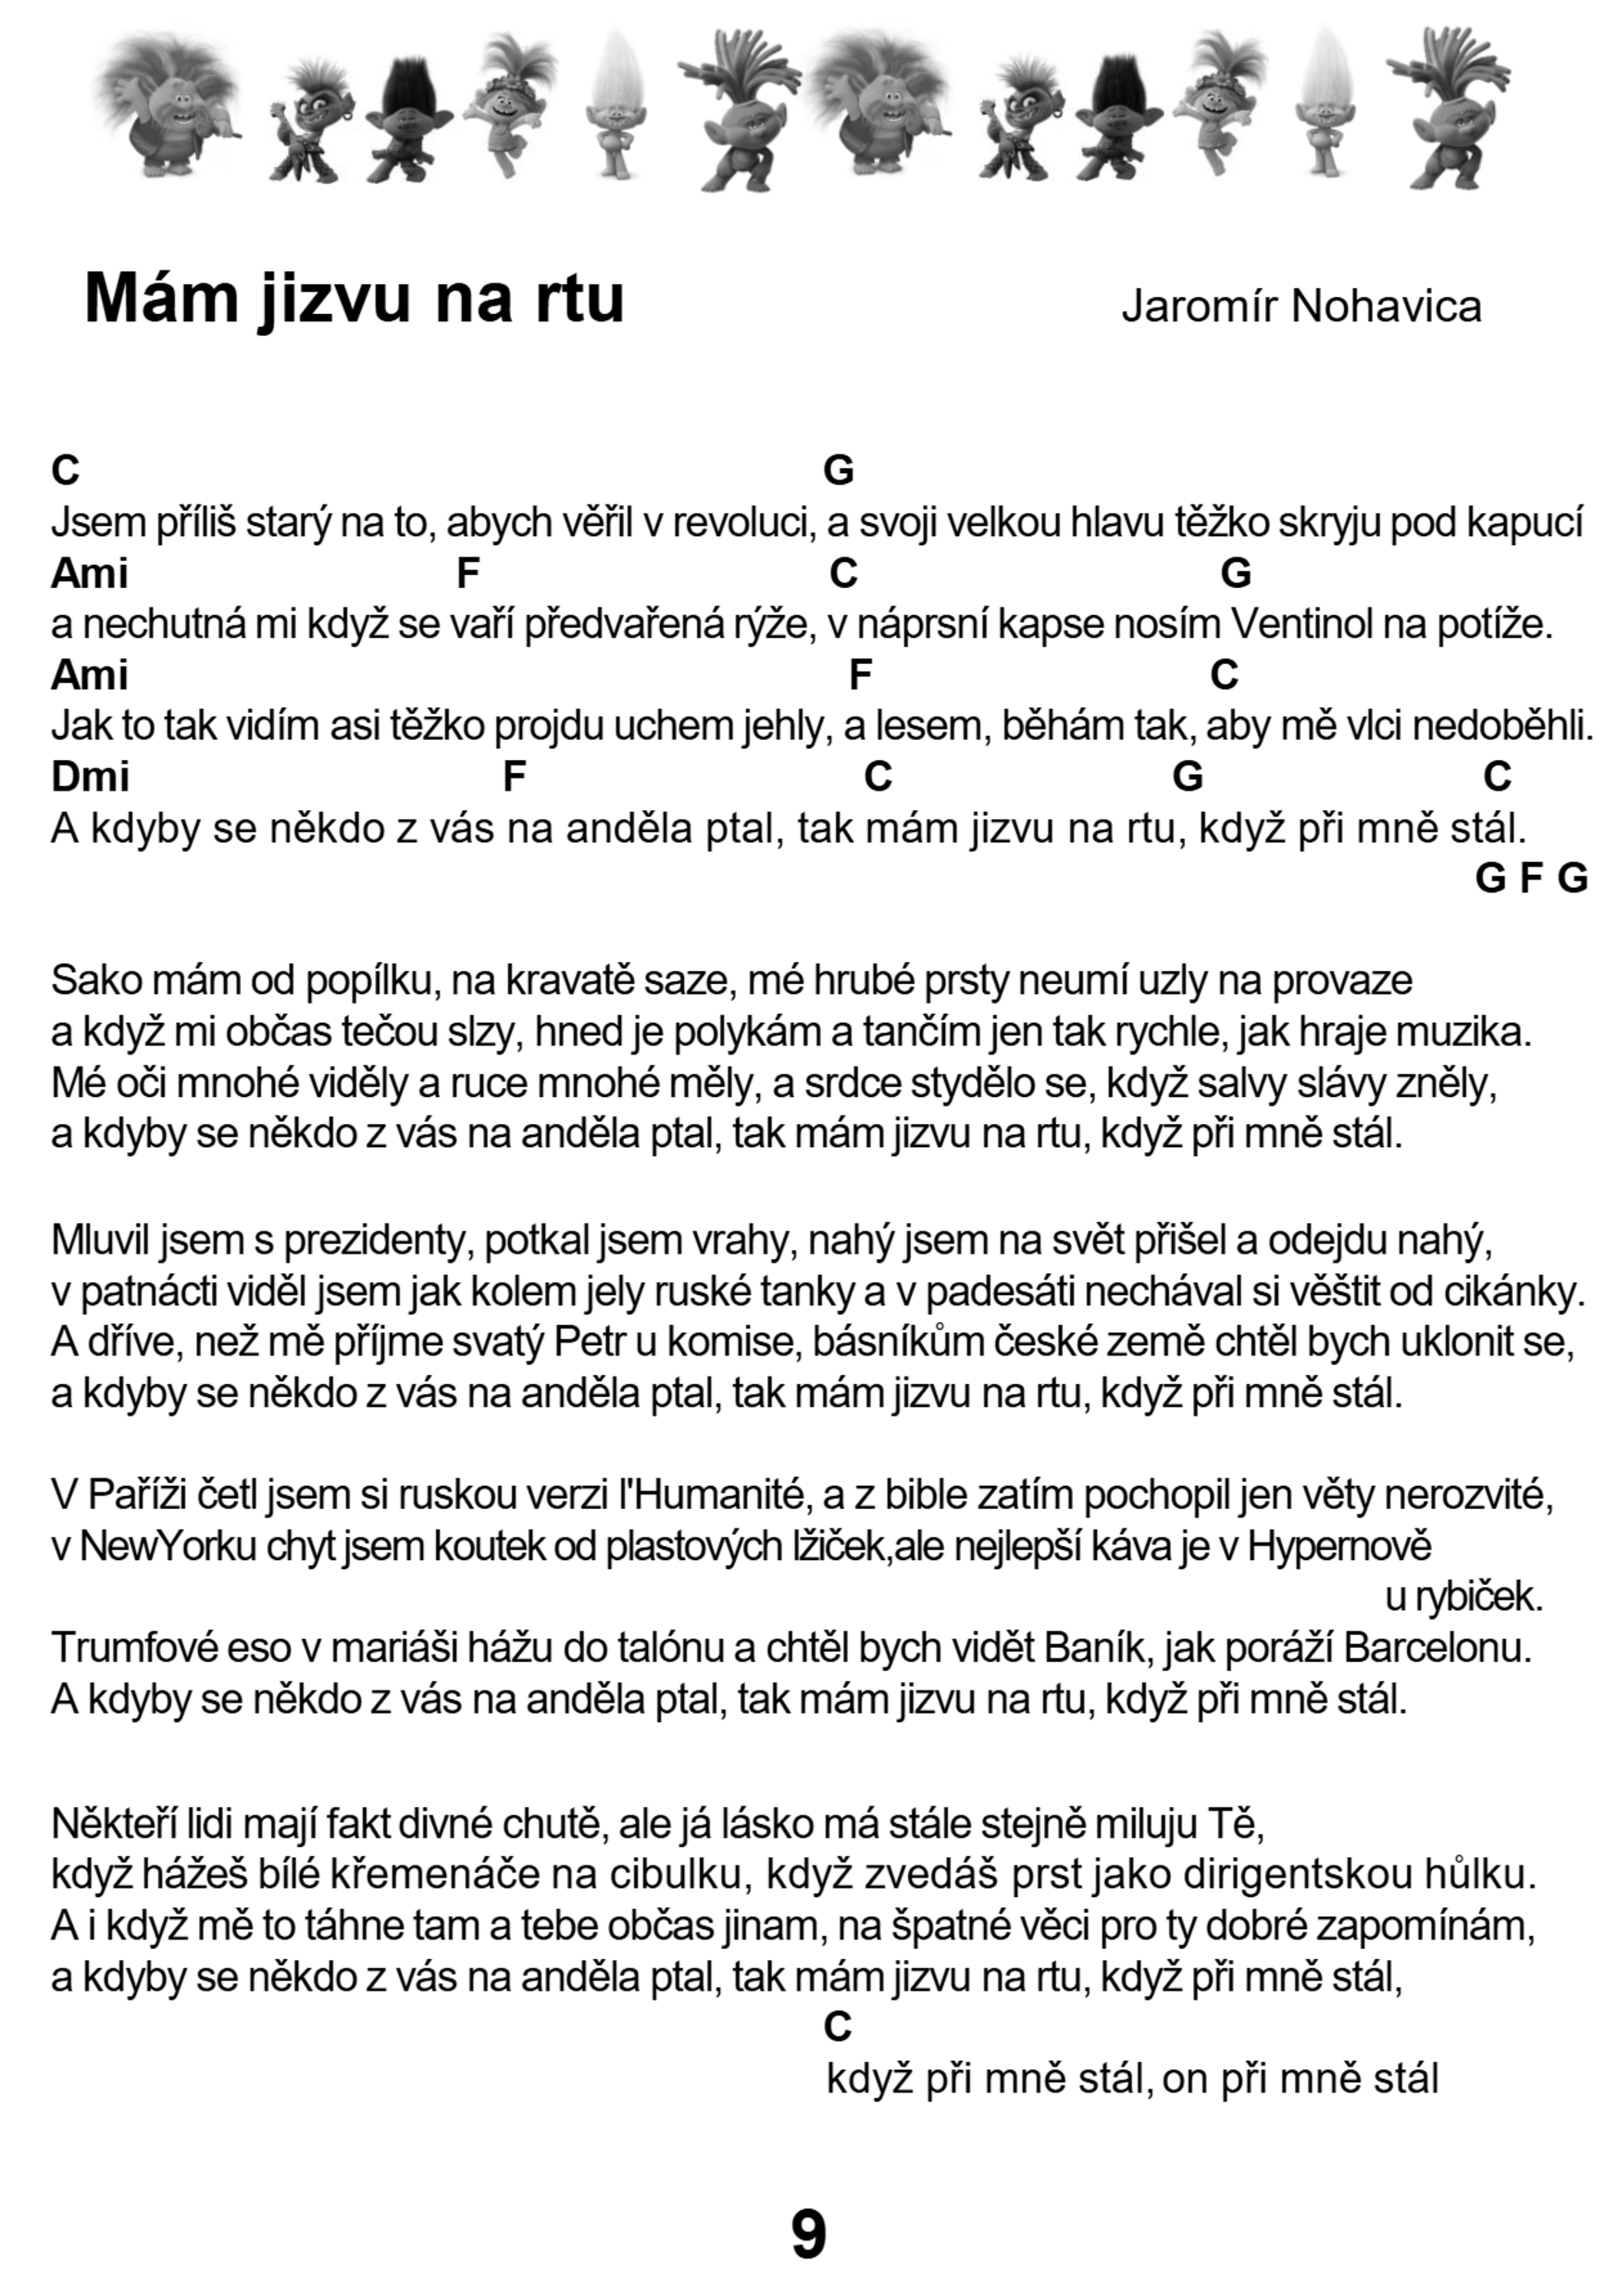 Mám jizvu na rtu
Jaromír Nohavica
C G
Jsem příliš starý na to, abych věřil v revoluci, a svoji velkou hlavu těžko skryju pod kapucí
Ami F C G
a nechutná mi když se vaří předvařená rýže, v náprsní kapse nosím Ventinol na potíže.
Ami F C
Jak to tak vidím asi těžko projdu uchem jehly, a lesem, běhám tak, aby mě vlci nedoběhli.
Dmi F C G C
A kdyby se někdo z vás na anděla ptal, tak mám jizvu na rtu, když při mně stál.
G F G
Sako mám od popílku, na kravatě saze, mé hrubé prsty neumí uzly na provaze
a když mi občas tečou slzy, hned je polykám a tančím jen tak rychle, jak hraje muzika.
Mé oči mnohé viděly a ruce mnohé měly, a srdce stydělo se, když salvy slávy zněly,
a kdyby se někdo z vás na anděla ptal, tak mám jizvu na rtu, když při mně stál.
Mluvil jsem s prezidenty, potkal jsem vrahy, nahý jsem na svět přišel a odejdu nahý,
v patnácti viděl jsem jak kolem jely ruské tanky a v padesáti nechával si věštit od cikánky.
A dříve, než mě příjme svatý Petr u komise, básníkům české země chtěl bych uklonit se,
a kdyby se někdo z vás na anděla ptal, tak mám jizvu na rtu, když při mně stál.
V Paříži četl jsem si ruskou verzi l'Humanité, a z bible zatím pochopil jen věty nerozvité,
v NewYorku chyt jsem koutek od plastových lžiček,ale nejlepší káva je v Hypernově
u rybiček.
Trumfové eso v mariáši hážu do talónu a chtěl bych vidět Baník, jak poráží Barcelonu.
A kdyby se někdo z vás na anděla ptal, tak mám jizvu na rtu, když při mně stál.
Někteří lidi mají fakt divné chutě, ale já lásko má stále stejně miluju Tě,
když hážeš bílé křemenáče na cibulku, když zvedáš prst jako dirigentskou hůlku.
A i když mě to táhne tam a tebe občas jinam, na špatné věci pro ty dobré zapomínám,
a kdyby se někdo z vás na anděla ptal, tak mám jizvu na rtu, když při mně stál,
C
když při mně stál, on při mně stál
9